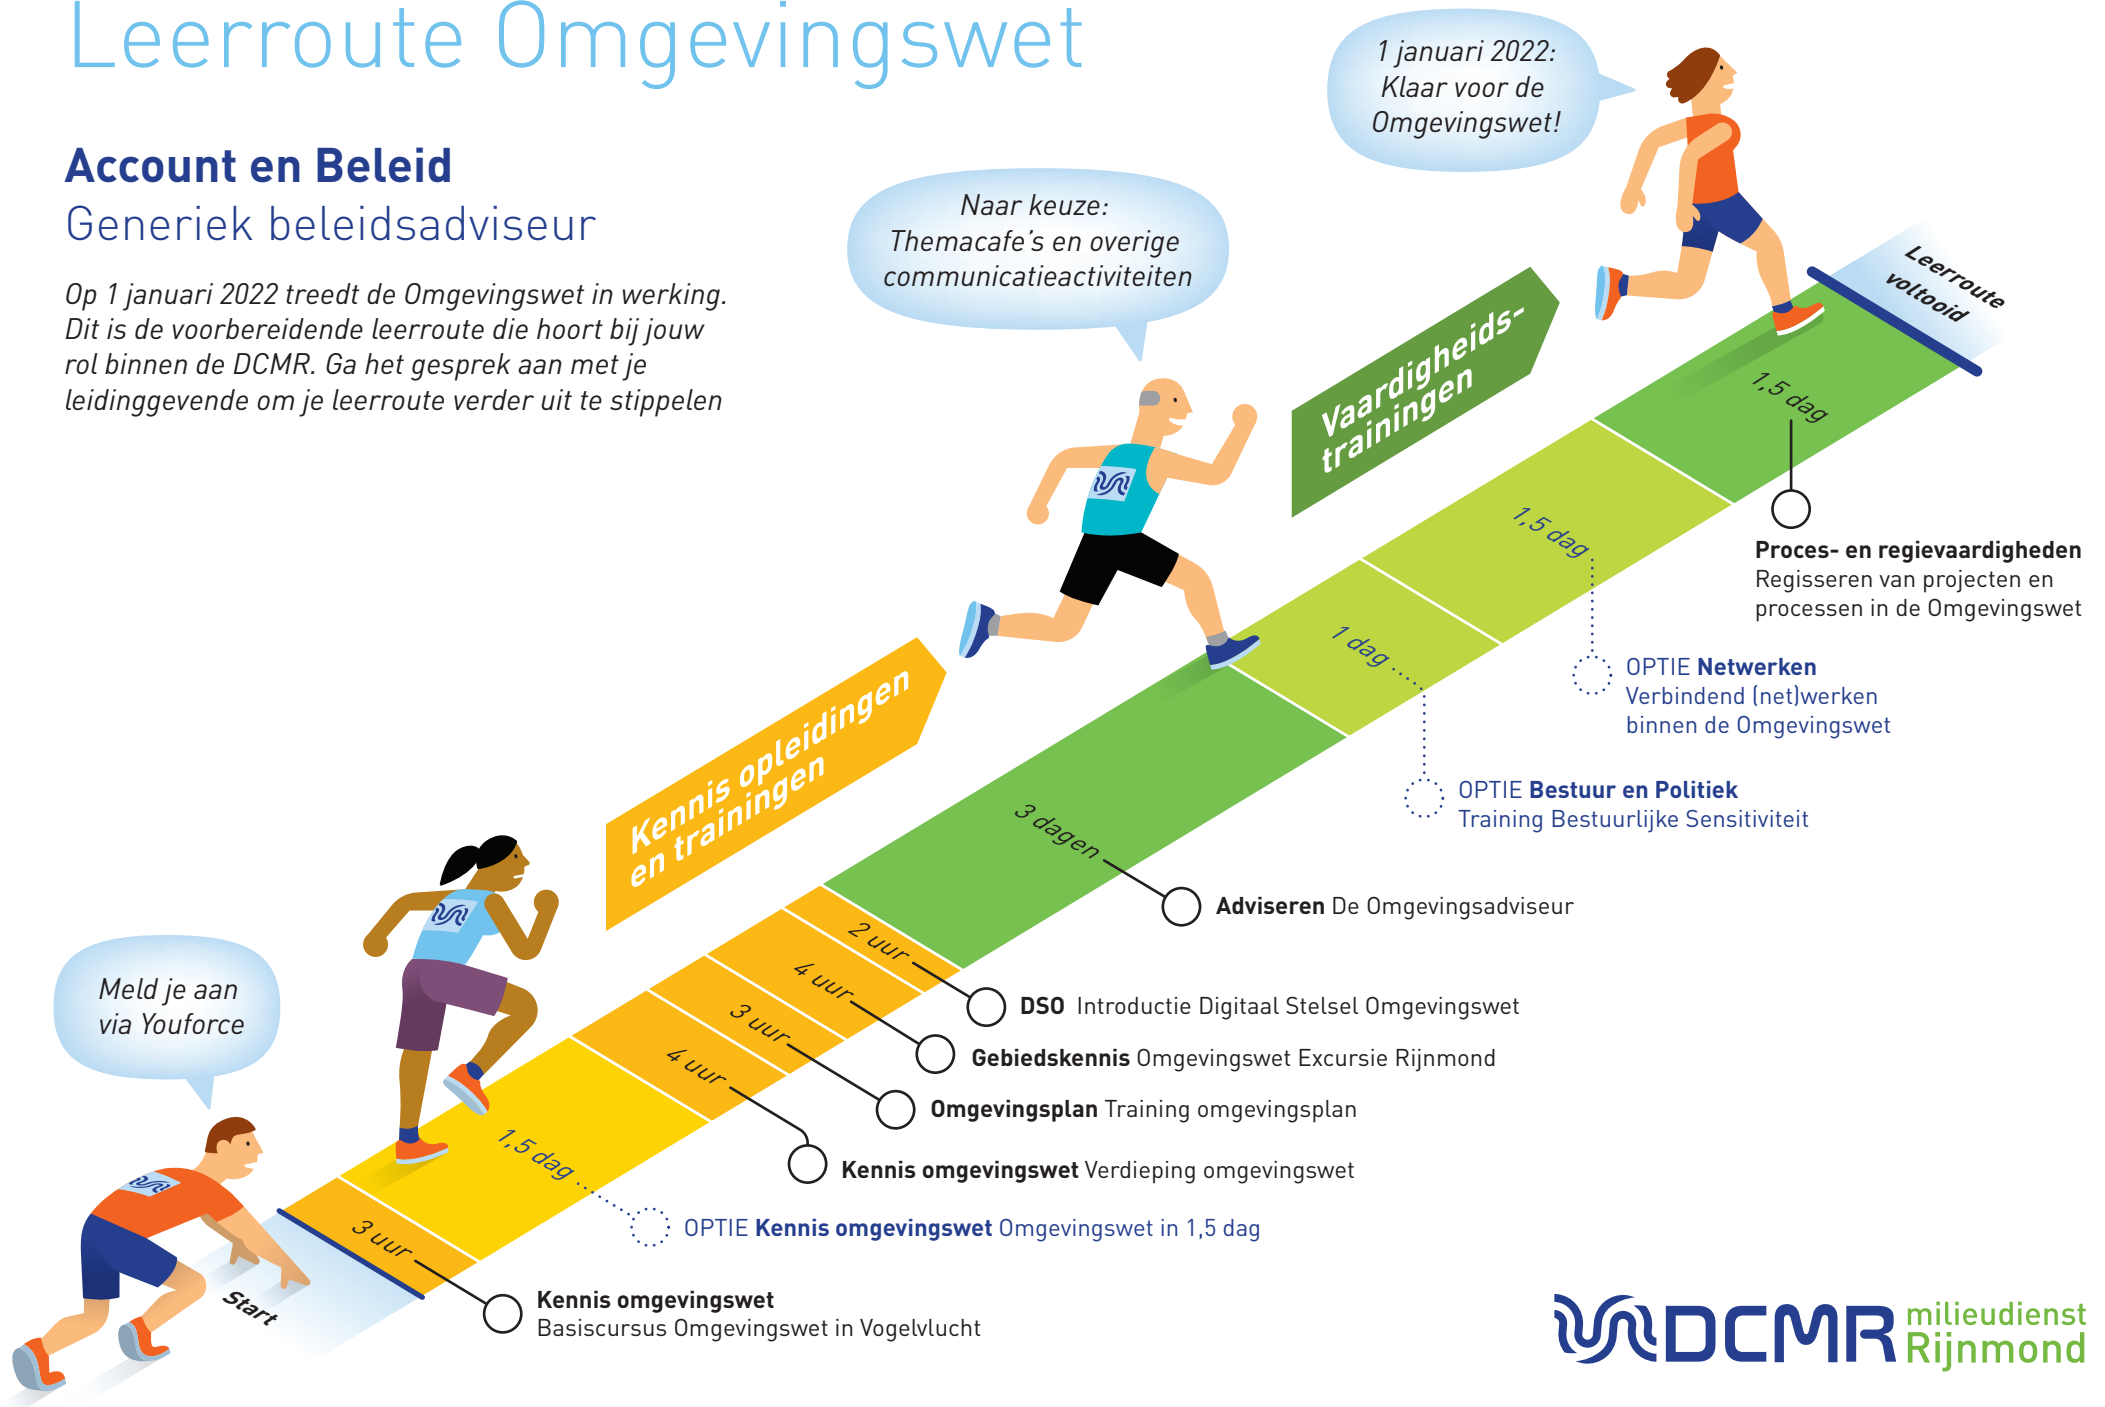 Leerroute Omgevingswet
Account en Beleid
Generiek beleidsadviseur
Op 1 januari 2022 treedt de Omgevingswet in werking.
Dit is de voorbereidende leerroute die hoort bij jouw
rol binnen de DCMR. Ga het gesprek aan met je
leidinggevende om je leerroute verder uit te stippelen
1 januari 2022:
Klaar voor de
Omgevingswet!
Naar keuze:
Themacafe's en overige
communicatieactiviteiten
Leerroute
voltooid
Vaardigheids-
trainingen
1,5 dag
Proces- en regievaardigheden
Regisseren van projecten en
processen in de Omgevingswet
1,5 dag
OPTIE Netwerken
Verbindend (net)werken
binnen de Omgevingswet
1 dag
OPTIE Bestuur en Politiek
Training Bestuurlijke Sensitiviteit
Kennis opleidingen
en trainingen
3 dagen
Adviseren De Omgevingsadviseur
2 uur
DSO Introductie Digitaal Stelsel Omgevingswet
4 uur
Gebiedskennis Omgevingswet Excursie Rijnmond
3 uur
Omgevingsplan Training omgevingsplan
4 uur
Kennis omgevingswet Verdieping omgevingswet
1,5 dag
OPTIE Kennis omgevingswet Omgevingswet in 1,5 dag
Meld je aan
via Youforce
3 uur
Kennis omgevingswet
Basiscursus Omgevingswet in Vogelvlucht
Start
DCMR milieudienst
Rijnmond